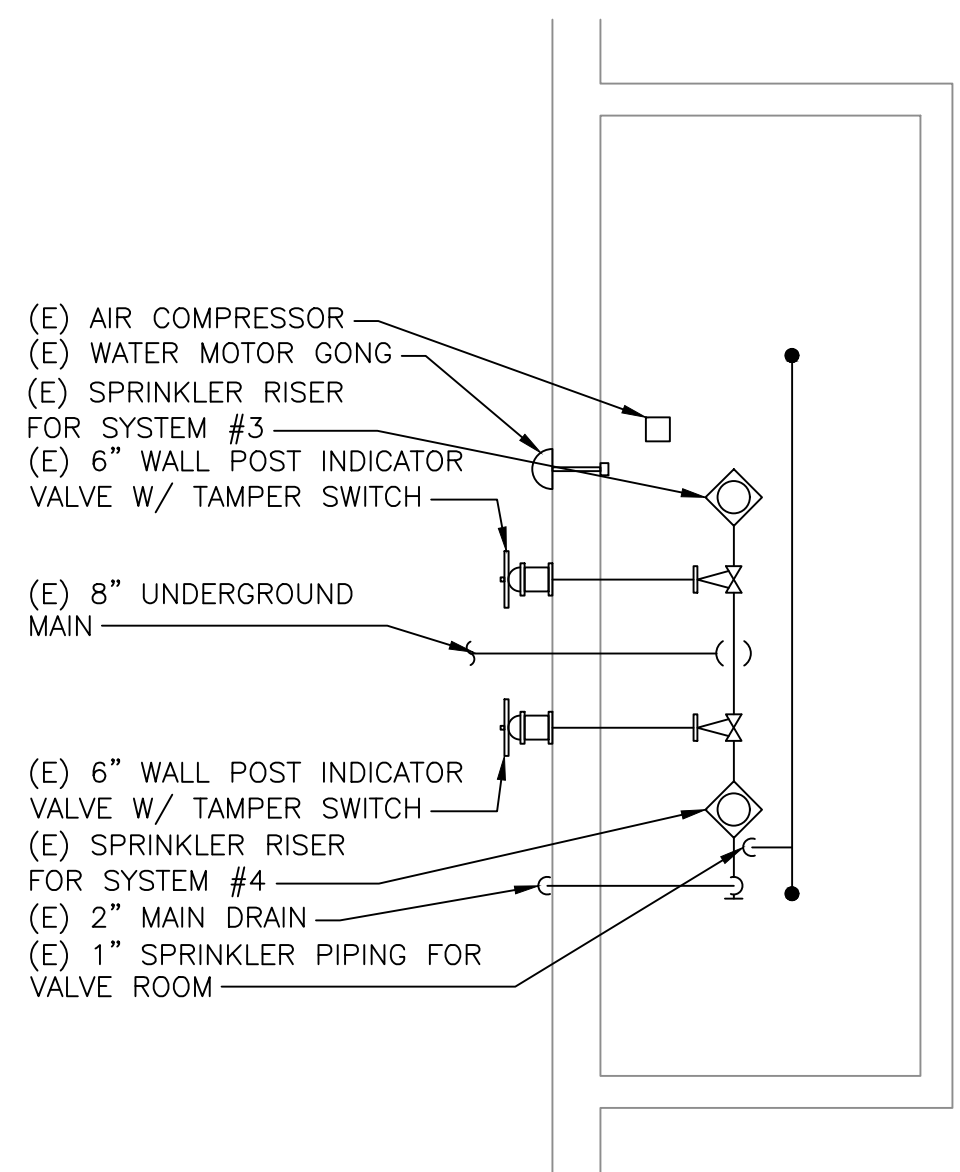 (E) AIR COMPRESSOR
(E) WATER MOTOR GONG
(E) SPRINKLER RISER
FOR SYSTEM #3
(E) 6" WALL POST INDICATOR
VALVE W/ TAMPER SWITCH
(E) 8" UNDERGROUND
MAIN
(E) 6" WALL POST INDICATOR
VALVE W/ TAMPER SWITCH
(E) SPRINKLER RISER
FOR SYSTEM #4
(E) 2" MAIN DRAIN
(E) 1" SPRINKLER PIPING FOR
VALVE ROOM